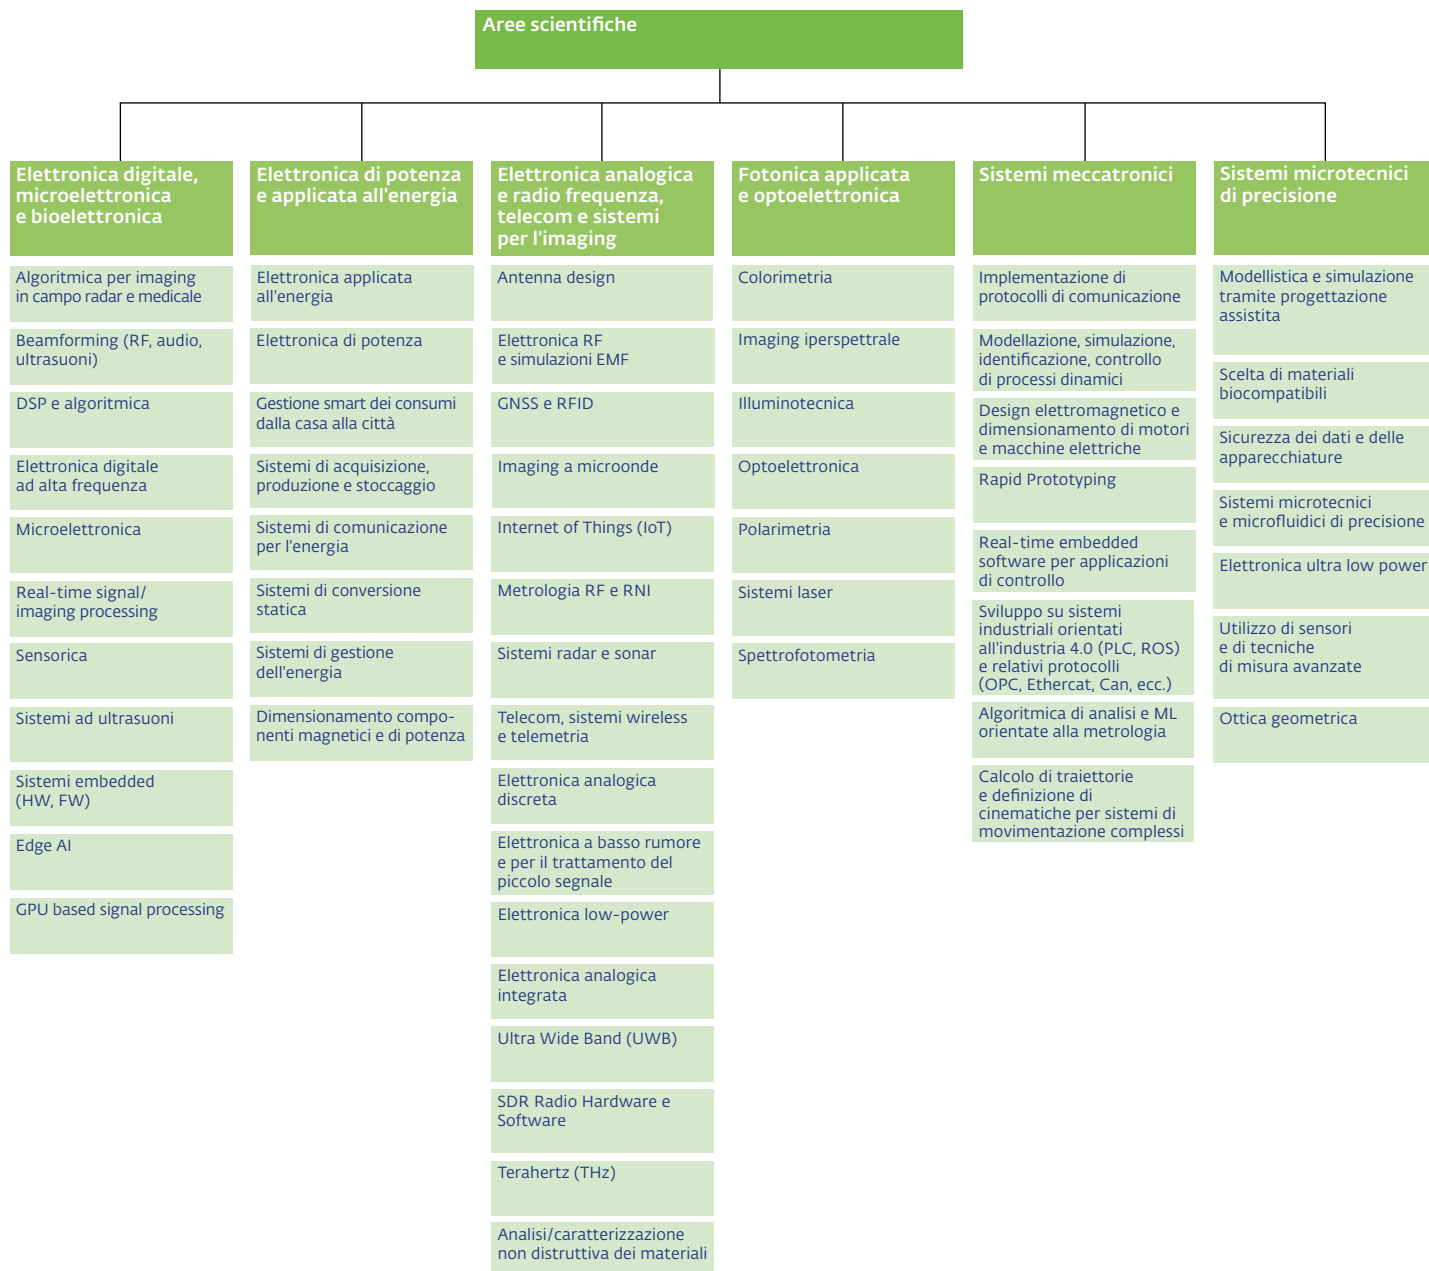 Aree scientifiche
Elettronica digitale,
microelettronica
e bioelettronica
Algoritmica per imaging
in campo radar e medicale
Beamforming (RF, audio,
ultrasuoni)
DSP e algoritmica
Elettronica digitale
ad alta frequenza
Microelettronica
Real-time signal/
imaging processing
Sensorica
Sistemi ad ultrasuoni
Sistemi embedded
(HW, FW)
Edge AI
GPU based signal processing
Elettronica di potenza
e applicata all'energia
Elettronica applicata
all'energia
Elettronica di potenza
Gestione smart dei consumi
dalla casa alla città
Sistemi di acquisizione,
produzione e stoccaggio
Sistemi di comunicazione
per l'energia
Sistemi di conversione
statica
Sistemi di gestione
dell'energia
Dimensionamento compo-
nenti magnetici e di potenza
Elettronica analogica
e radio frequenza,
telecom e sistemi
per l'imaging
Antenna design
Elettronica RF
e simulazioni EMF
GNSS e RFID
Imaging a microonde
Internet of Things (IoT)
Metrologia RF e RNI
Sistemi radar e sonar
Telecom, sistemi wireless
e telemetria
Elettronica analogica
discreta
Elettronica a basso rumore
e per il trattamento del
piccolo segnale
Elettronica low-power
Elettronica analogica
integrata
Ultra Wide Band (UWB)
SDR Radio Hardware e
Software
Terahertz (THz)
Analisi/caratterizzazione
non distruttiva dei materiali
Fotonica applicata
e optoelettronica
Colorimetria
Imaging iperspettrale
Illuminotecnica
Optoelettronica
Polarimetria
Sistemi laser
Spettrofotometria
Sistemi meccatronici
Implementazione di
protocolli di comunicazione
Modellazione, simulazione,
identificazione, controllo
di processi dinamici
Design elettromagnetico e
dimensionamento di motori
e macchine elettriche
Rapid Prototyping
Real-time embedded
software per applicazioni
di controllo
Sviluppo su sistemi
industriali orientati
all'industria 4.0 (PLC, ROS)
e relativi protocolli
(OPC, Ethercat, Can, ecc.)
Algoritmica di analisi e ML
orientate alla metrologia
Calcolo di traiettorie
e definizione di
cinematiche per sistemi di
movimentazione complessi
Sistemi microtecnici
di precisione
Modellistica e simulazione
tramite progettazione
assistita
Scelta di materiali
biocompatibili
Sicurezza dei dati e delle
apparecchiature
Sistemi microtecnici
e microfluidici di precisione
Elettronica ultra low power
Utilizzo di sensori
e di tecniche
di misura avanzate
Ottica geometrica